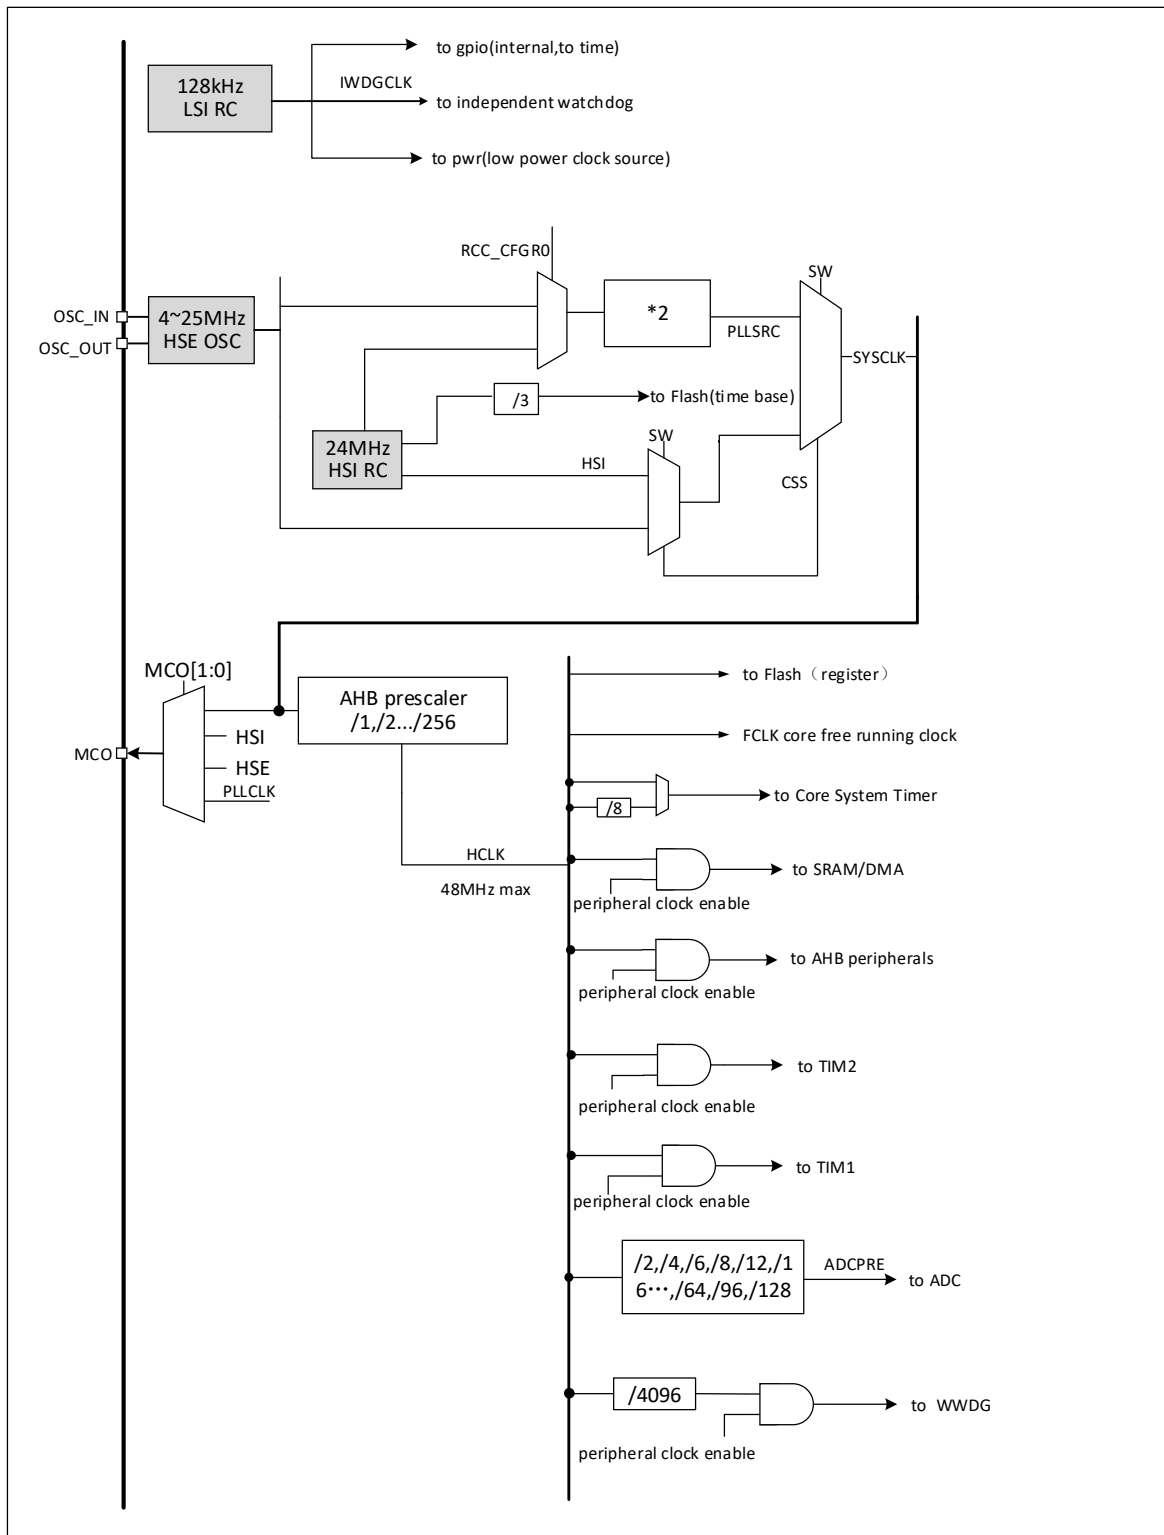 to gpio(internal,to time)
128kHz
LSI RC
IWDGCLK
to independent watchdog
to pwr(low power clock source)
RCC_CFGR0
SW
OSC_IN
OSC_OUT
4~25MHz
HSE OSC
*2
PLLSRC
SYSCLK
/3
to Flash(time base)
24MHz
HSI RC
HSI
SW
CSS
MCO[1:0]
AHB prescaler
/1,/2.../256
HSI
MCO
HSE
PLLCLK
HCLK
48MHz max
to Flash（register）
FCLK core free running clock
/8
to Core System Timer
to SRAM/DMA
peripheral clock enable
to AHB peripherals
peripheral clock enable
to TIM2
peripheral clock enable
to TIM1
peripheral clock enable
/2,/4,/6,/8,/12,/1
6···,/64,/96,/128
ADCPRE
to ADC
/4096
to WWDG
peripheral clock enable